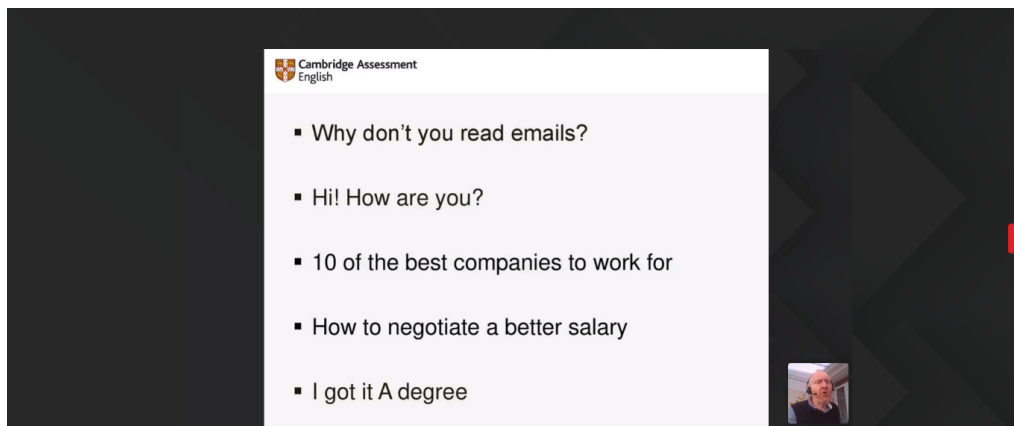 Cambridge Assessment
English
▪ Why don't you read emails?
▪ Hi! How are you?
▪ 10 of the best companies to work for
▪ How to negotiate a better salary
▪ I got it A degree